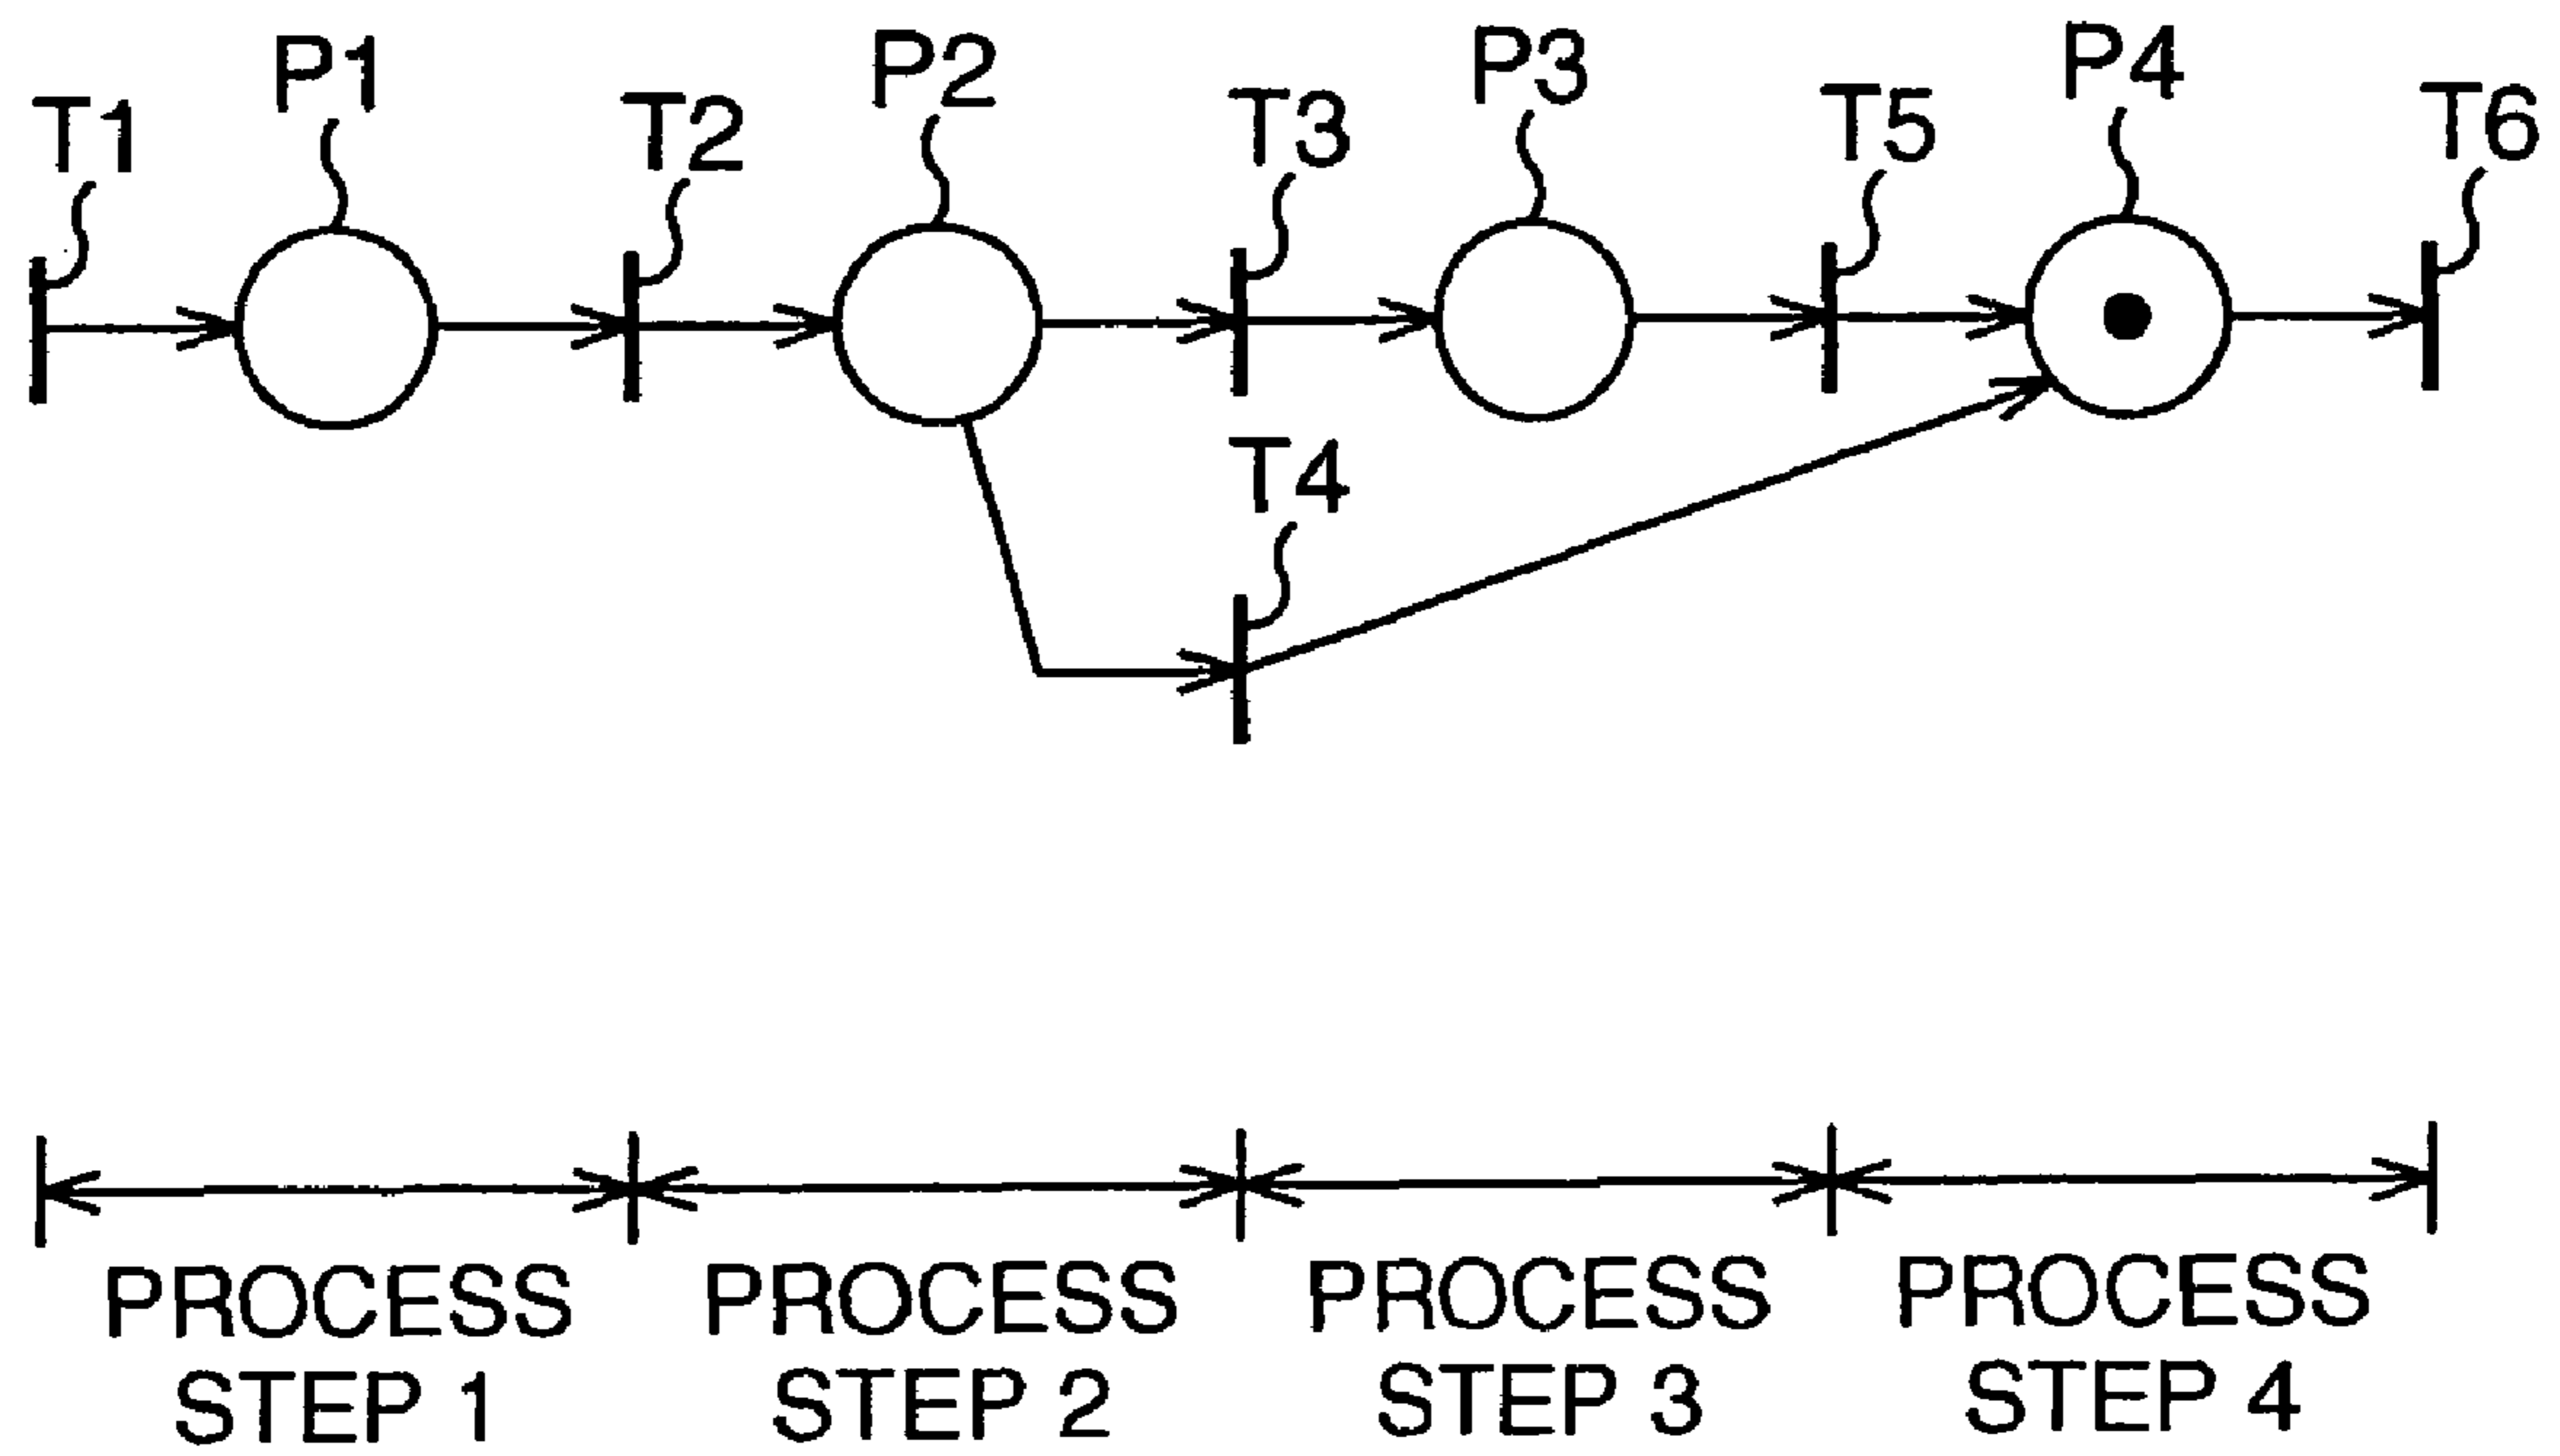 P1
P2
P3
P4
T1
T2
T3
T5
T6
T4
PROCESS
STEP 1
PROCESS
STEP 2
PROCESS
STEP 3
PROCESS
STEP 4